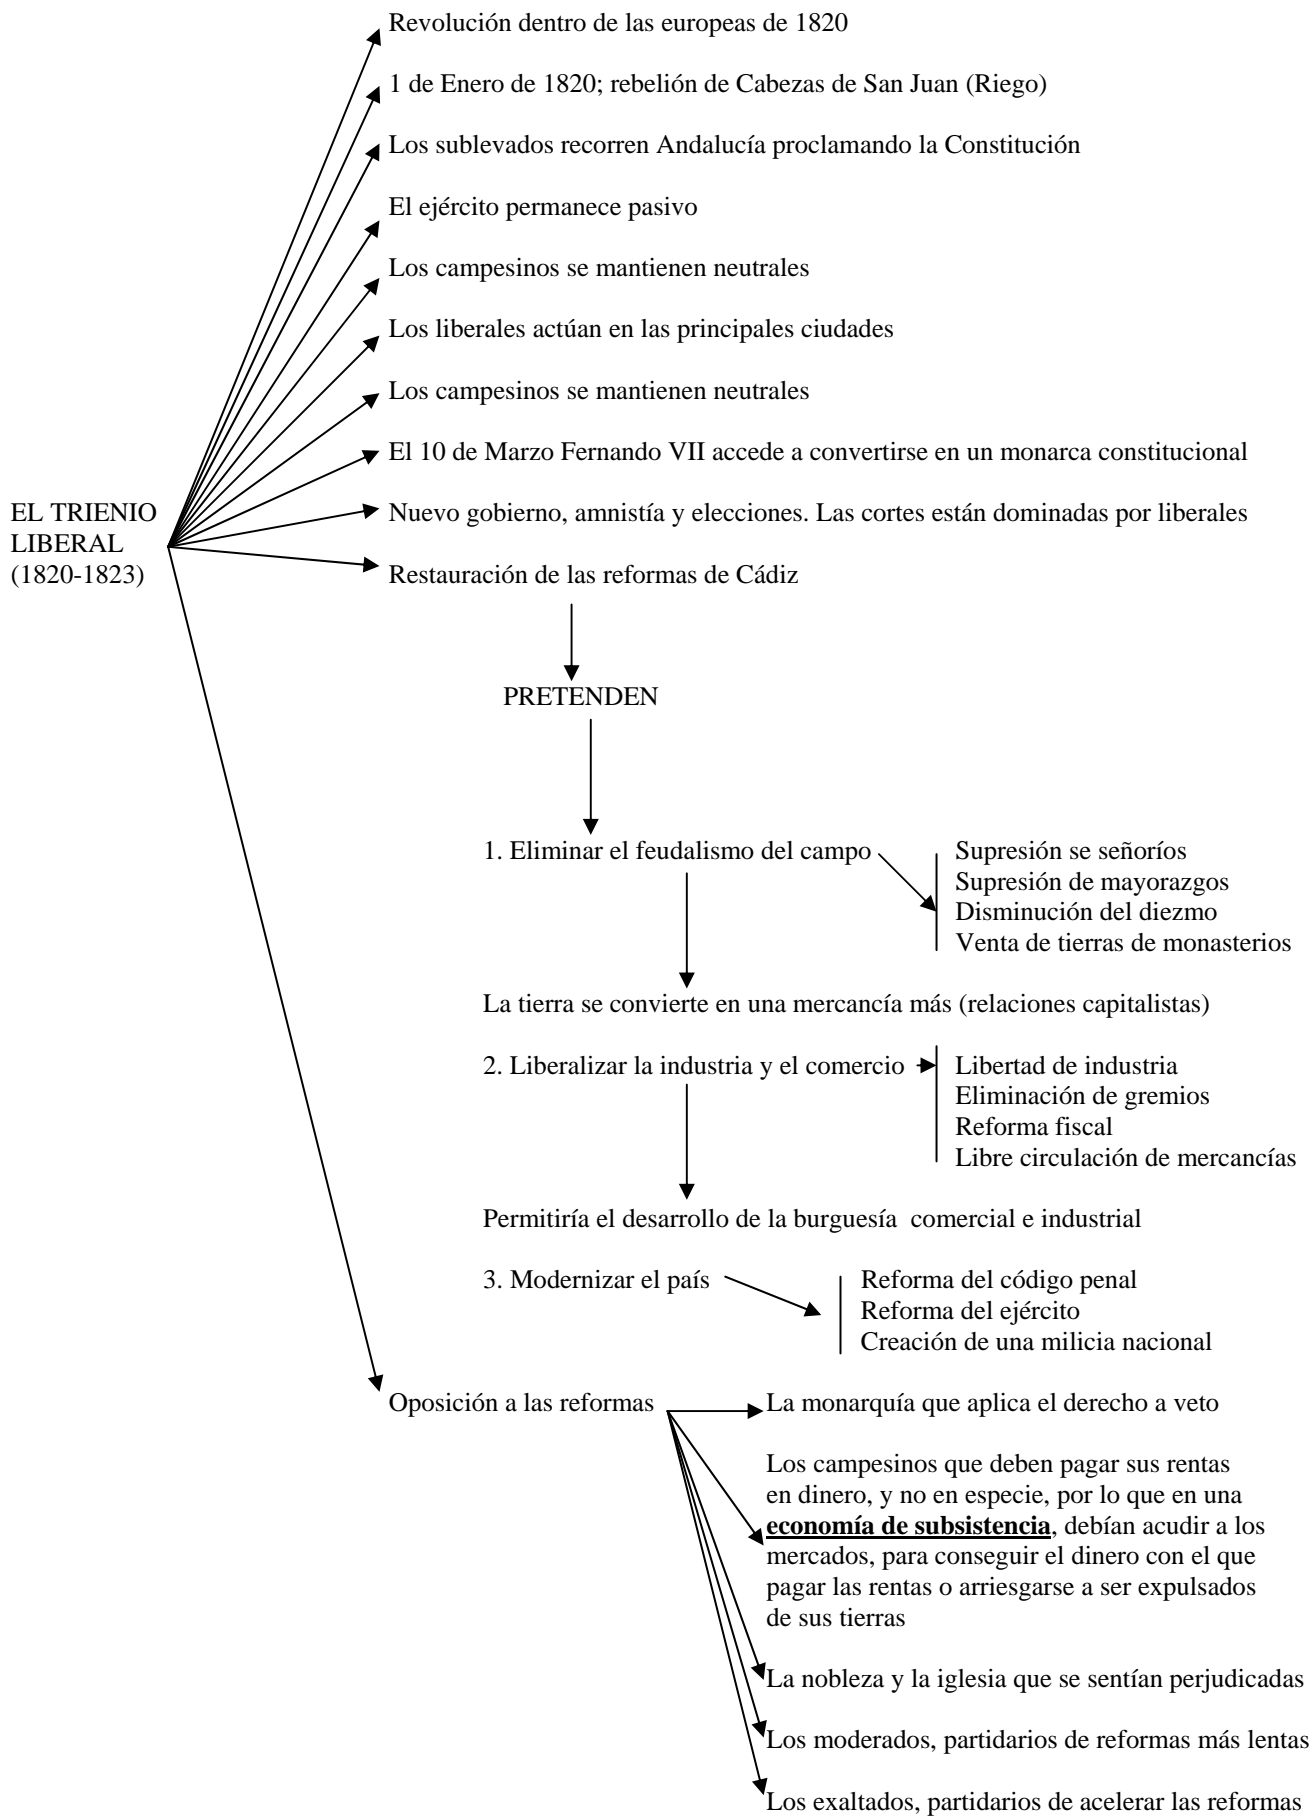 Revolución dentro de las europeas de 1820
1 de Enero de 1820; rebelión de Cabezas de San Juan (Riego)
Los sublevados recorren Andalucía proclamando la Constitución
El ejército permanece pasivo
Los campesinos se mantienen neutrales
Los liberales actúan en las principales ciudades
Los campesinos se mantienen neutrales
El 10 de Marzo Fernando VII accede a convertirse en un monarca constitucional
EL TRIENIO
LIBERAL
(1820-1823)
Nuevo gobierno, amnistía y elecciones. Las cortes están dominadas por liberales
Restauración de las reformas de Cádiz
PRETENDEN
1. Eliminar el feudalismo del campo
Supresión se señoríos
Supresión de mayorazgos
Disminución del diezmo
Venta de tierras de monasterios
La tierra se convierte en una mercancía más (relaciones capitalistas)
2. Liberalizar la industria y el comercio
Libertad de industria
Eliminación de gremios
Reforma fiscal
Libre circulación de mercancías
Permitiría el desarrollo de la burguesía  comercial e industrial
3. Modernizar el país
Reforma del código penal
Reforma del ejército
Creación de una milicia nacional
Oposición a las reformas
La monarquía que aplica el derecho a veto
Los campesinos que deben pagar sus rentas
en dinero, y no en especie, por lo que en una
economía de subsistencia, debían acudir a los
mercados, para conseguir el dinero con el que
pagar las rentas o arriesgarse a ser expulsados
de sus tierras
La nobleza y la iglesia que se sentían perjudicadas
Los moderados, partidarios de reformas más lentas
Los exaltados, partidarios de acelerar las reformas